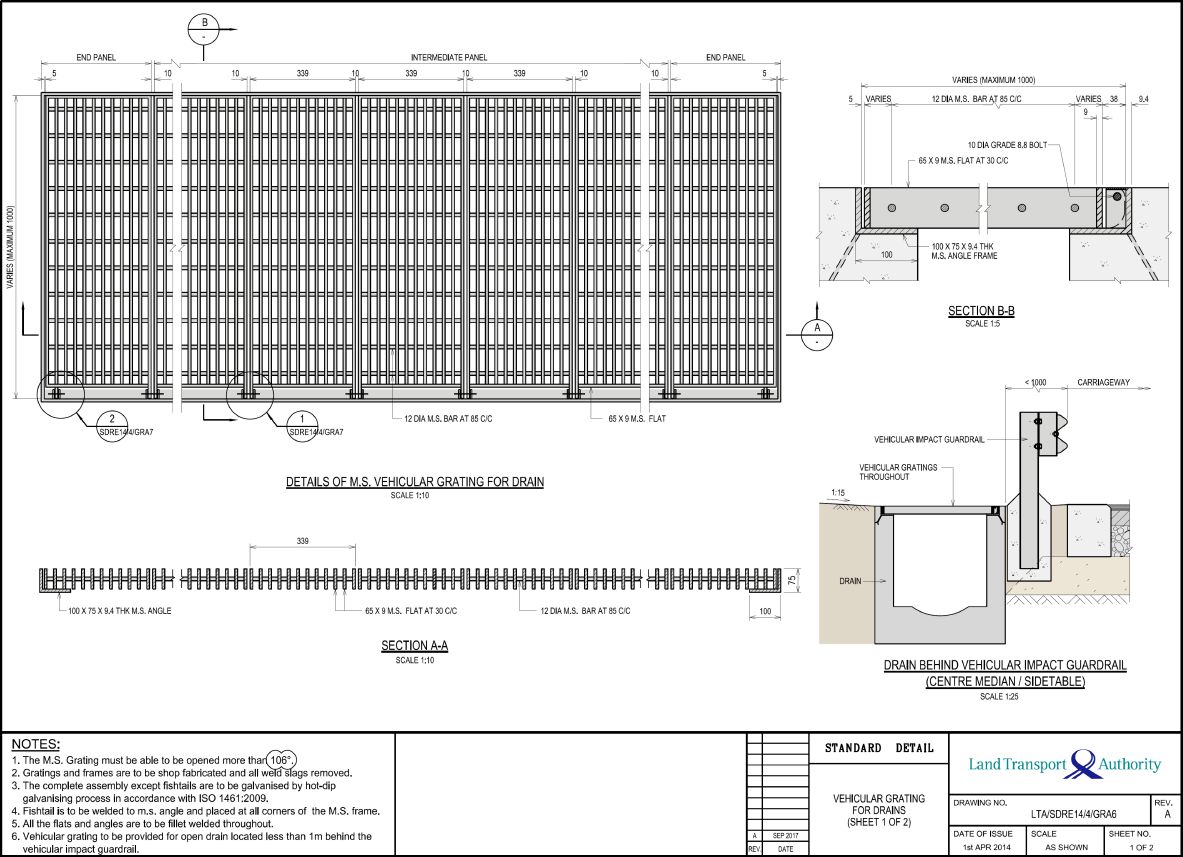 B
-
END PANEL
INTERMEDIATE PANEL
END PANEL
5
10
10
339
10
339
10
339
10
10
5
VARIES (MAXIMUM 1000)
A
-
2
SDRE14/4/GRA7
1
SDRE14/4/GRA7
12 DIA M.S. BAR AT 85 C/C
65 X 9 M.S. FLAT
DETAILS OF M.S. VEHICULAR GRATING FOR DRAIN
SCALE 1:10
339
75
100 X 75 X 9.4 THK M.S. ANGLE
65 X 9 M.S. FLAT AT 30 C/C
12 DIA M.S. BAR AT 85 C/C
100
SECTION A-A
SCALE 1:10
VARIES (MAXIMUM 1000)
5
VARIES
12 DIA M.S. BAR AT 85 C/C
VARIES
38
9.4
9
10 DIA GRADE 8.8 BOLT
65 X 9 M.S. FLAT AT 30 C/C
100 X 75 X 9.4 THK
M.S. ANGLE FRAME
100
SECTION B-B
SCALE 1:5
< 1000
CARRIAGEWAY
VEHICULAR IMPACT GUARDRAIL
VEHICULAR GRATINGS
THROUGHOUT
1:15
DRAIN
DRAIN BEHIND VEHICULAR IMPACT GUARDRAIL
(CENTRE MEDIAN / SIDETABLE)
SCALE 1:25
NOTES:
1. The M.S. Grating must be able to be opened more than 106°.
2. Gratings and frames are to be shop fabricated and all weld slags removed.
3. The complete assembly except fishtails are to be galvanised by hot-dip
galvanising process in accordance with ISO 1461:2009.
4. Fishtail is to be welded to m.s. angle and placed at all corners of the M.S. frame.
5. All the flats and angles are to be fillet welded throughout.
6. Vehicular grating to be provided for open drain located less than 1m behind the
vehicular impact guardrail.
A SEP 2017
REV. DATE
STANDARD DETAIL
VEHICULAR GRATING
FOR DRAINS
(SHEET 1 OF 2)
Land Transport Authority
DRAWING NO.
LTA/SDRE14/4/GRA6
REV.
A
DATE OF ISSUE
1st APR 2014
SCALE
AS SHOWN
SHEET NO.
1 OF 2